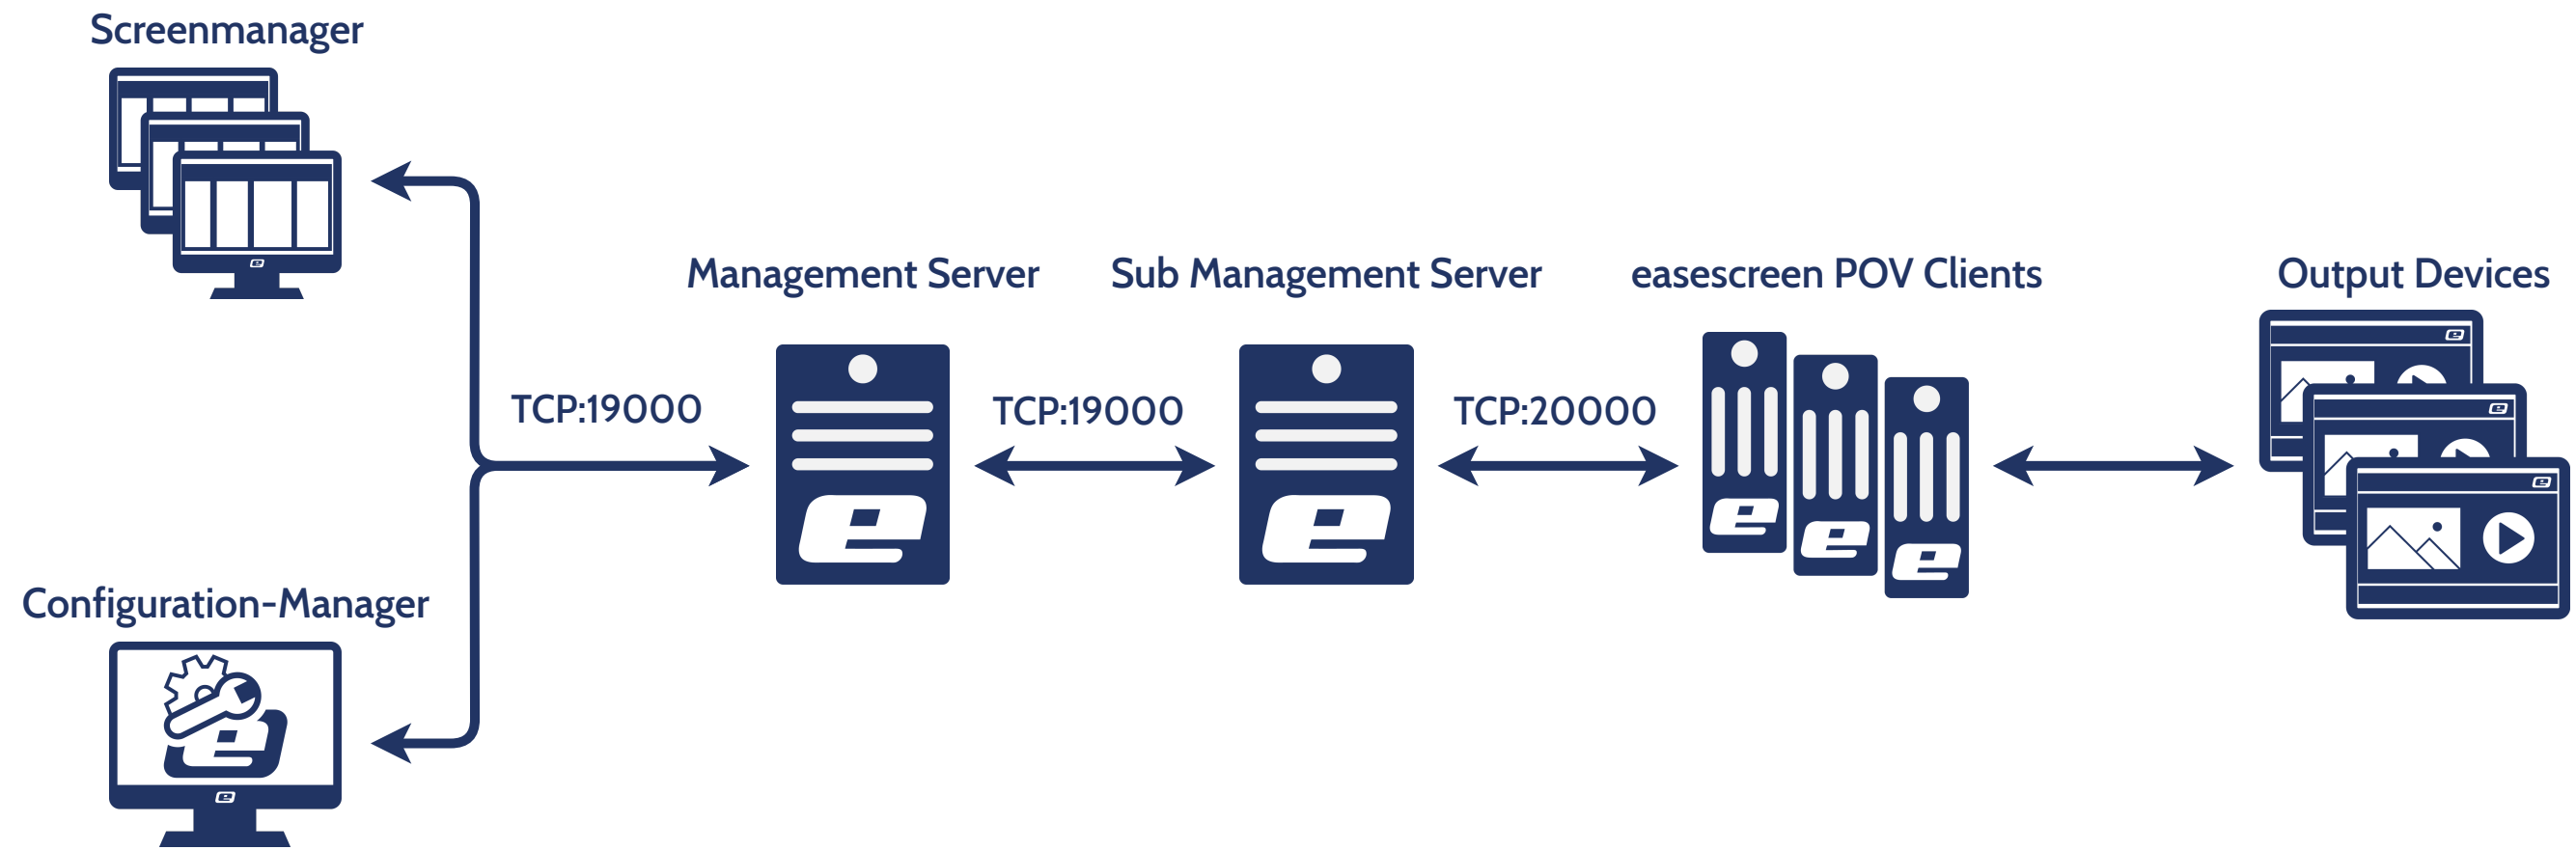 Screenmanager
Management Server
Sub Management Server
easescreen POV Clients
Output Devices
TCP:19000
TCP:19000
TCP:20000
e
e
e
e
e
Configuration-Manager
e